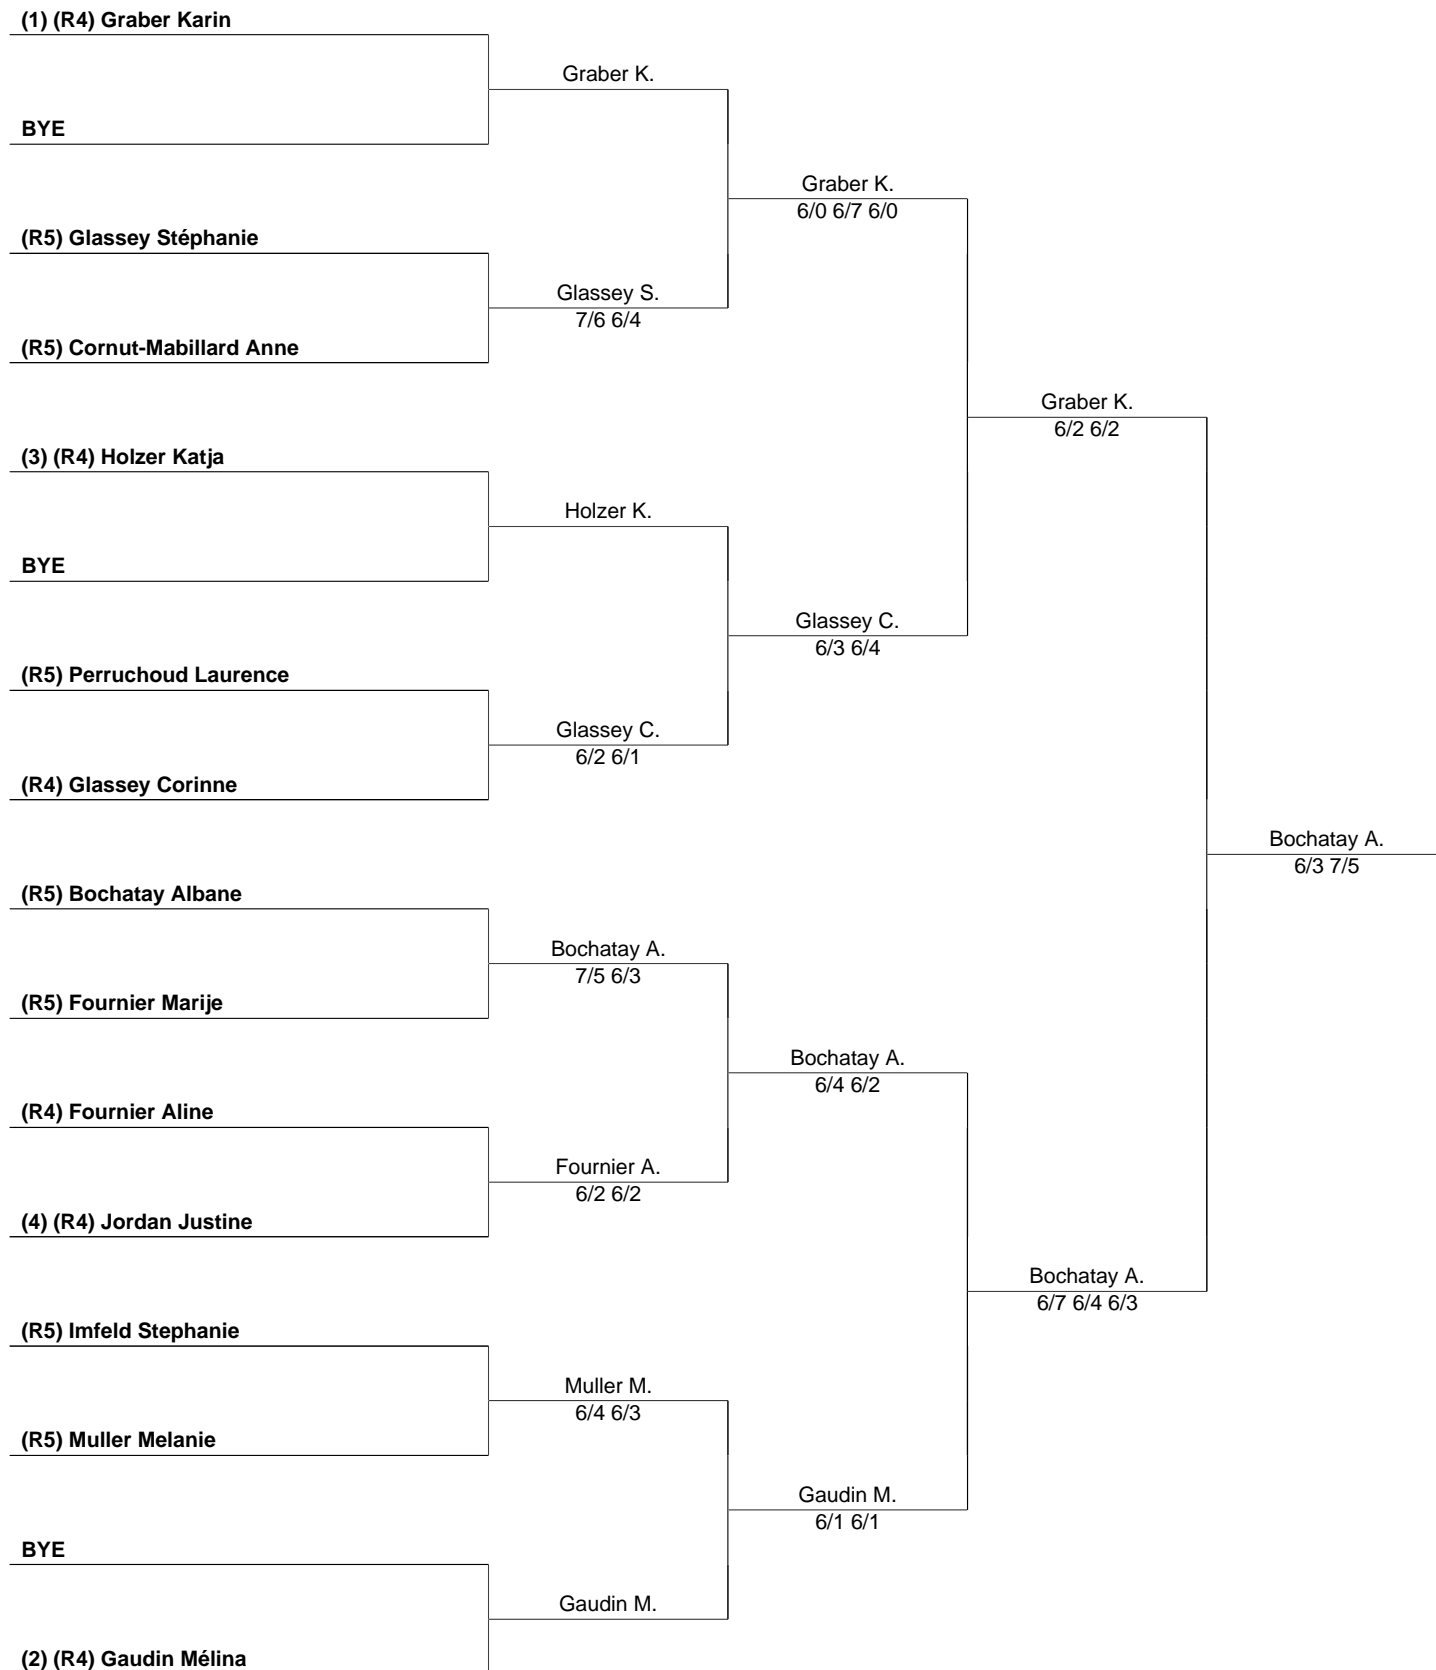 (1) (R4) Graber Karin
Graber K.
BYE
Graber K.
6/0 6/7 6/0
(R5) Glassey Stéphanie
Glassey S.
7/6 6/4
(R5) Cornut-Mabillard Anne
Graber K.
6/2 6/2
(3) (R4) Holzer Katja
Holzer K.
BYE
Glassey C.
6/3 6/4
(R5) Perruchoud Laurence
Glassey C.
6/2 6/1
(R4) Glassey Corinne
Bochatay A.
6/3 7/5
(R5) Bochatay Albane
Bochatay A.
7/5 6/3
(R5) Fournier Marije
Bochatay A.
6/4 6/2
(R4) Fournier Aline
Fournier A.
6/2 6/2
(4) (R4) Jordan Justine
Bochatay A.
6/7 6/4 6/3
(R5) Imfeld Stephanie
Muller M.
6/4 6/3
(R5) Muller Melanie
Gaudin M.
6/1 6/1
BYE
Gaudin M.
(2) (R4) Gaudin Mélina